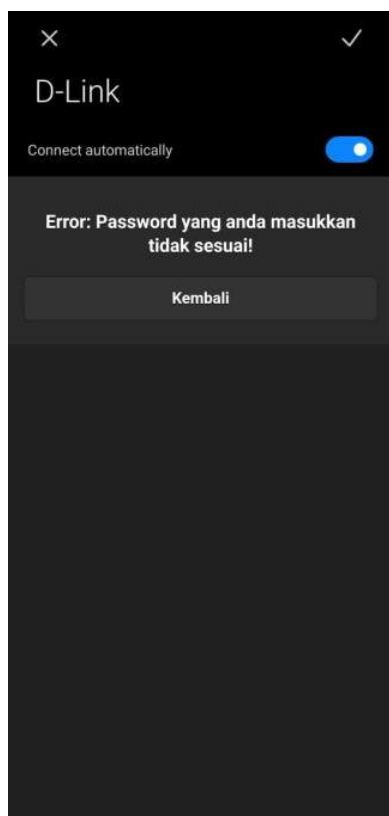 D-Link
Connect automatically
Error: Password yang anda masukkan
tidak sesuai!
Kembali